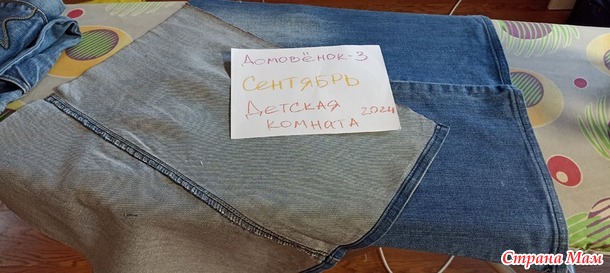 ДОМОВЁНОК-3
СЕНТЯБРЬ
ДЕТСКАЯ 2024
КОМНАТА
Страна Мам